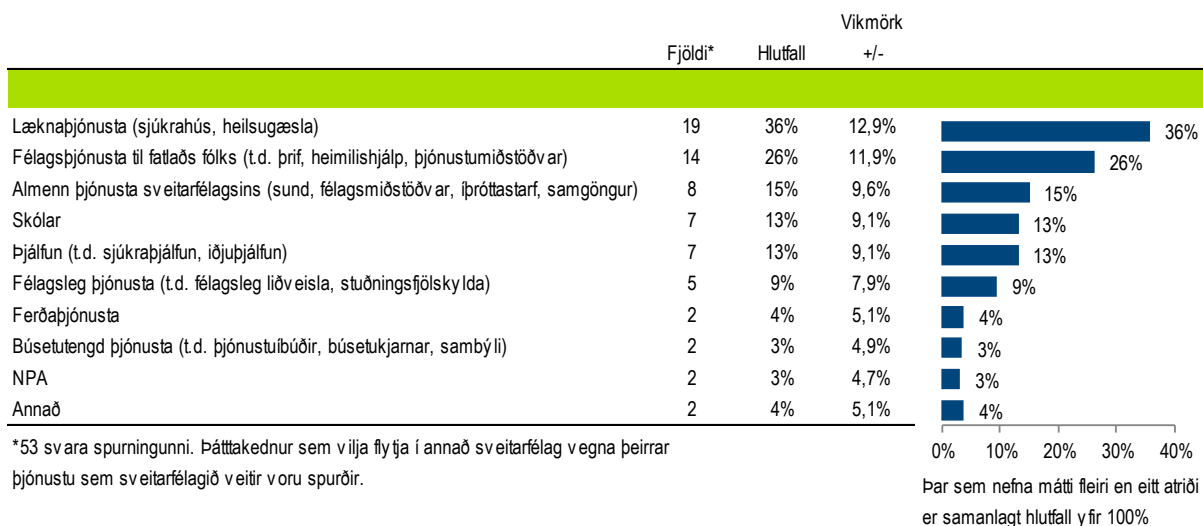 Vikmörk
Fjöldi* Hlutfall +/-
Læknaþjónusta (sjúkrahús, heilsugæsla) 19 36% 12,9% 36%
Félagsþjónusta til fatlaðs fólks (t.d. þrif, heimilishjálp, þjónustumiðstöðvar) 14 26% 11,9% 26%
Almenn þjónusta sveitarfélagsins (sund, félagsmiðstöðvar, íþróttastarf, samgöngur) 8 15% 9,6% 15%
Skólar 7 13% 9,1% 13%
Þjálfun (t.d. sjúkraþjálfun, iðjuþjálfun) 7 13% 9,1% 13%
Félagsleg þjónusta (t.d. félagsleg liðveisla, stuðningsfjölskylda) 5 9% 7,9% 9%
Ferðaþjónusta 2 4% 5,1% 4%
Búsetutengd þjónusta (t.d. þjónustuíbúðir, búsetukjarnar, sambýli) 2 3% 4,9% 3%
NPA 2 3% 4,7% 3%
Annað 2 4% 5,1% 4%
0% 10% 20% 30% 40%
*53 svara spurningunni. Þátttakednur sem vilja flytja í annað sveitarfélag vegna þeirrar
þjónustu sem sveitarfélagið veitir voru spurðir.
Þar sem nefna mátti fleiri en eitt atriði
er samanlagt hlutfall yfir 100%